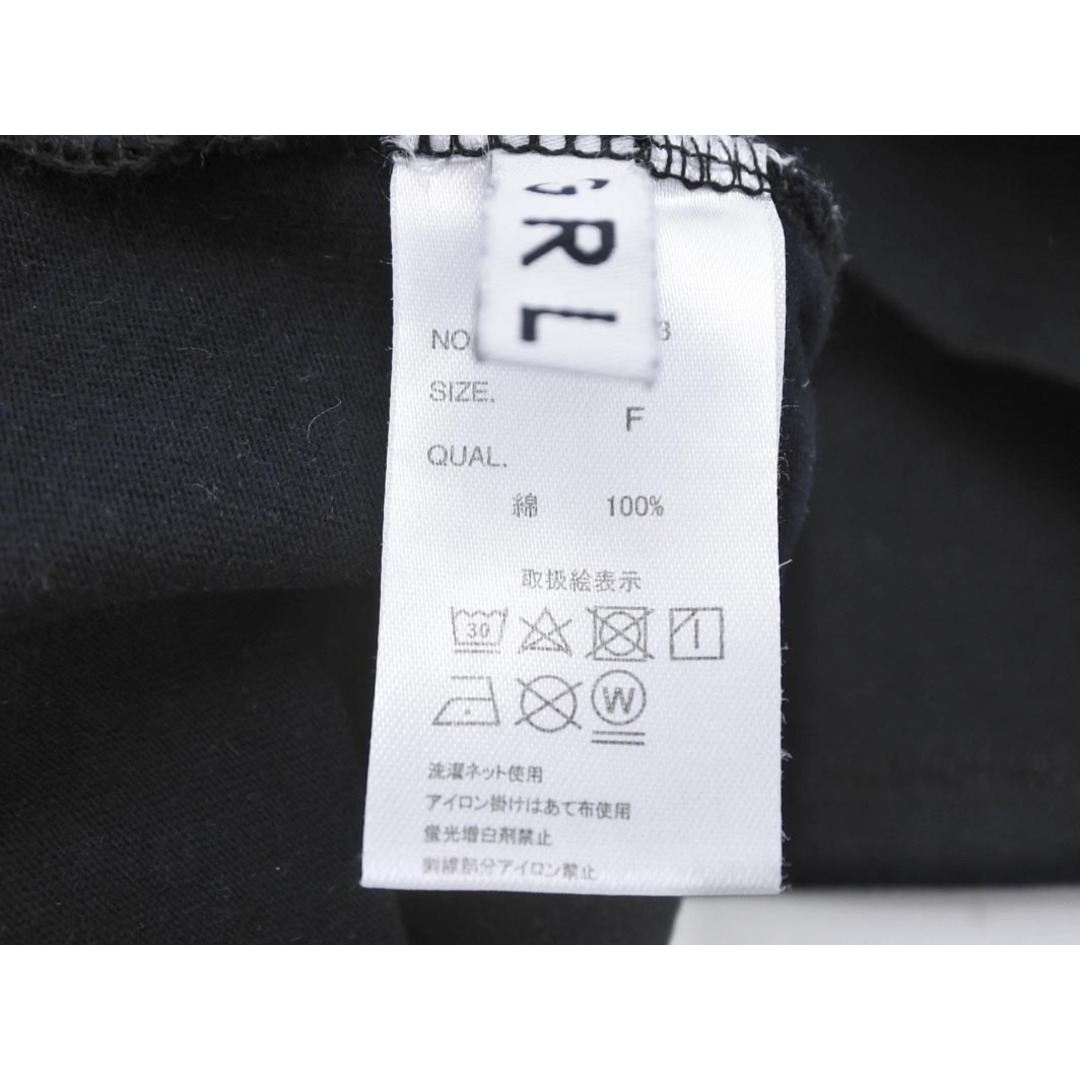 GRL
NO
3
SIZE.
F
QUAL.
綿 100%
取扱絵表示
30
W
洗濯ネット使用
アイロン掛けはあて布使用
蛍光増白剤禁止
刺繍部分アイロン禁止